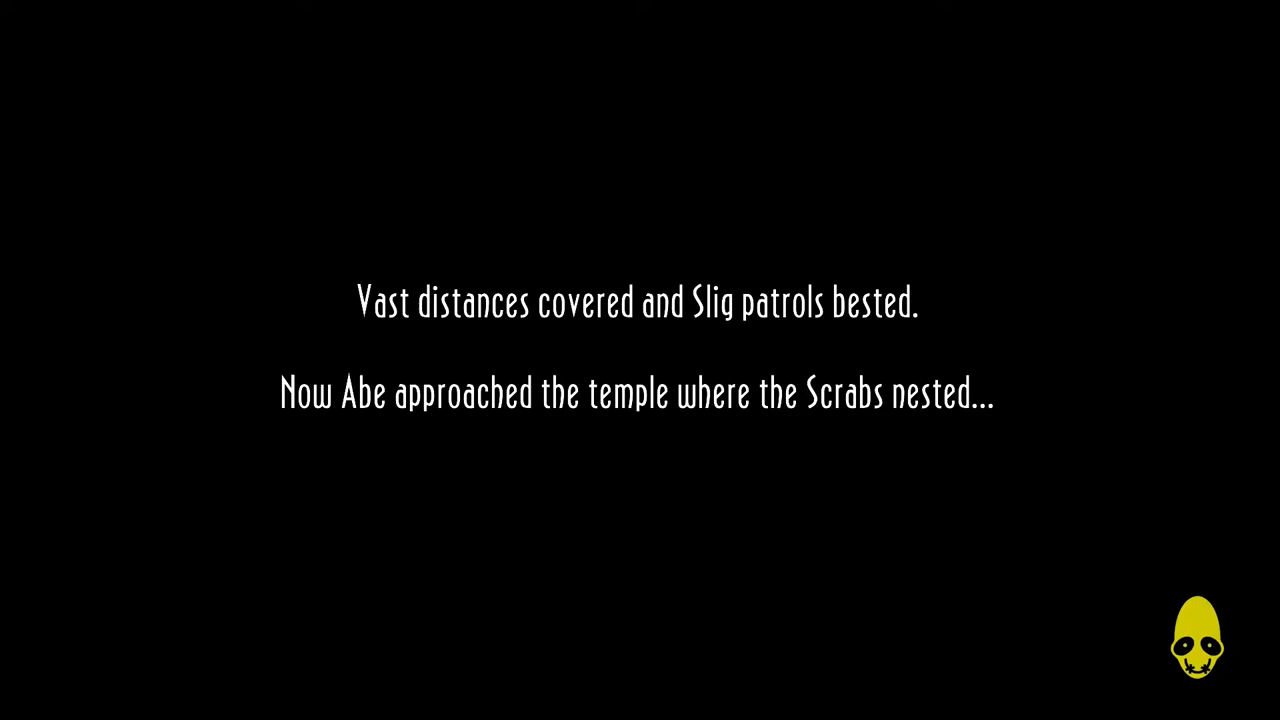 Vast distances covered and Slig patrols bested.
Now Abe approached the temple where the Scrabs nested...